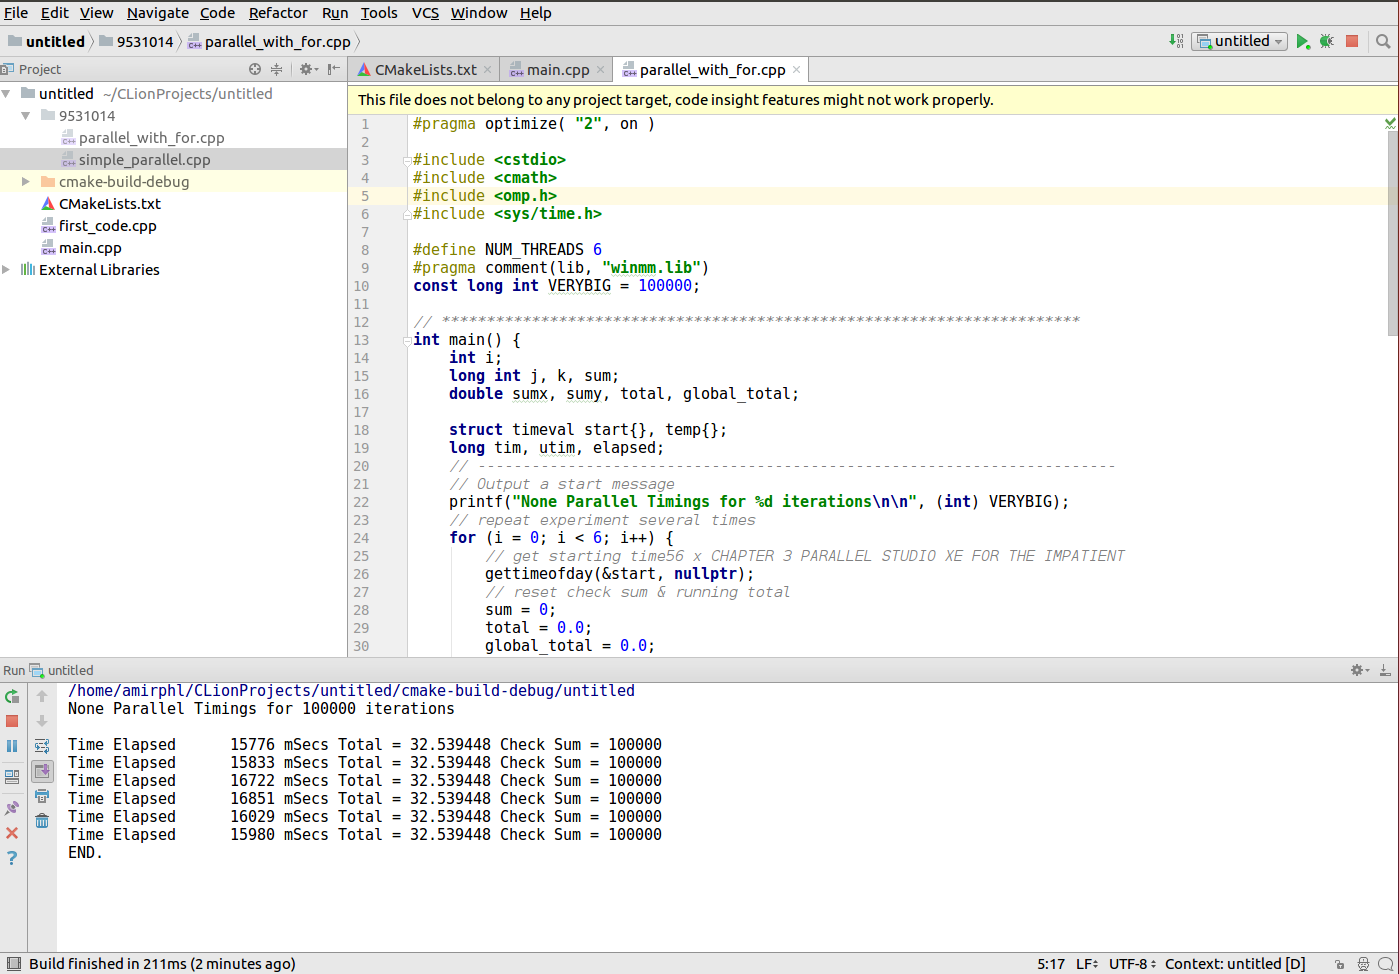 File Edit View Navigate Code Refactor Run Tools VCS Window Help
untitled 9531014 parallel_with_for.cpp untitled
Project CMakeLists.txt main.cpp parallel_with_for.cpp
untitled ~/CLionProjects/untitled
9531014
parallel_with_for.cpp
simple_parallel.cpp
cmake-build-debug
CMakeLists.txt
first_code.cpp
main.cpp
External Libraries
This file does not belong to any project target, code insight features might not work properly.
1 #pragma optimize( "2", on )
2
3 #include <cstdio>
4 #include <cmath>
5 #include <omp.h>
6 #include <sys/time.h>
7
8 #define NUM_THREADS 6
9 #pragma comment(lib, "winmm.lib")
10 const long int VERYBIG = 100000;
11
12 // ***********************************************************************
13 int main() {
14 int i;
15 long int j, k, sum;
16 double sumx, sumy, total, global_total;
17
18 struct timeval start{}, temp{};
19 long tim, utim, elapsed;
20 // -----------------------------------------------------------------------
21 // Output a start message
22 printf("None Parallel Timings for %d iterations\n\n", (int) VERYBIG);
23 // repeat experiment several times
24 for (i = 0; i < 6; i++) {
25 // get starting time56 x CHAPTER 3 PARALLEL STUDIO XE FOR THE IMPATIENT
26 gettimeofday(&start, nullptr);
27 // reset check sum & running total
28 sum = 0;
29 total = 0.0;
30 global_total = 0.0;
Run untitled
/home/amirphl/CLionProjects/untitled/cmake-build-debug/untitled
None Parallel Timings for 100000 iterations

Time Elapsed 15776 mSecs Total = 32.539448 Check Sum = 100000
Time Elapsed 15833 mSecs Total = 32.539448 Check Sum = 100000
Time Elapsed 16722 mSecs Total = 32.539448 Check Sum = 100000
Time Elapsed 16851 mSecs Total = 32.539448 Check Sum = 100000
Time Elapsed 16029 mSecs Total = 32.539448 Check Sum = 100000
Time Elapsed 15980 mSecs Total = 32.539448 Check Sum = 100000
END.
Build finished in 211ms (2 minutes ago) 5:17 LF UTF-8 Context: untitled [D]